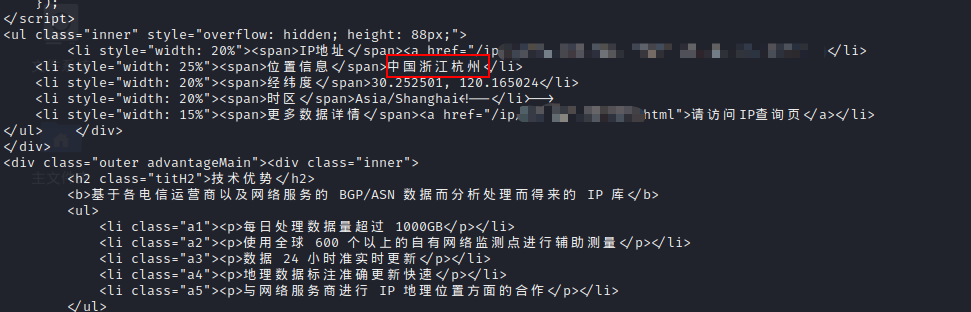 });
</script>
<ul class="inner" style="overflow: hidden; height: 88px;">
<li style="width: 20%"><span>IP地址</span><a href="/ip </li>
<li style="width: 25%"><span>位置信息</span>中国浙江杭州</li>
<li style="width: 20%"><span>经纬度</span>30.252501, 120.165024</li>
<li style="width: 20%"><span>时区</span>Asia/Shanghai<!--</li>-->
<li style="width: 15%"><span>更多数据详情</span><a href="/ip/ html">请访问IP查询页</a></li>
</ul> </div>
</div>
<div class="outer advantageMain"><div class="inner">
<h2 class="titH2">技术优势</h2>
<b>基于各电信运营商以及网络服务的 BGP/ASN 数据而分析处理而得来的 IP 库</b>
<ul>
<li class="a1"><p>每日处理数据量超过 1000GB</p></li>
<li class="a2"><p>使用全球 600 个以上的自有网络监测点进行辅助测量</p></li>
<li class="a3"><p>数据 24 小时准实时更新</p></li>
<li class="a4"><p>地理数据标注准确更新快速</p></li>
<li class="a5"><p>与网络服务商进行 IP 地理位置方面的合作</p></li>
</ul>